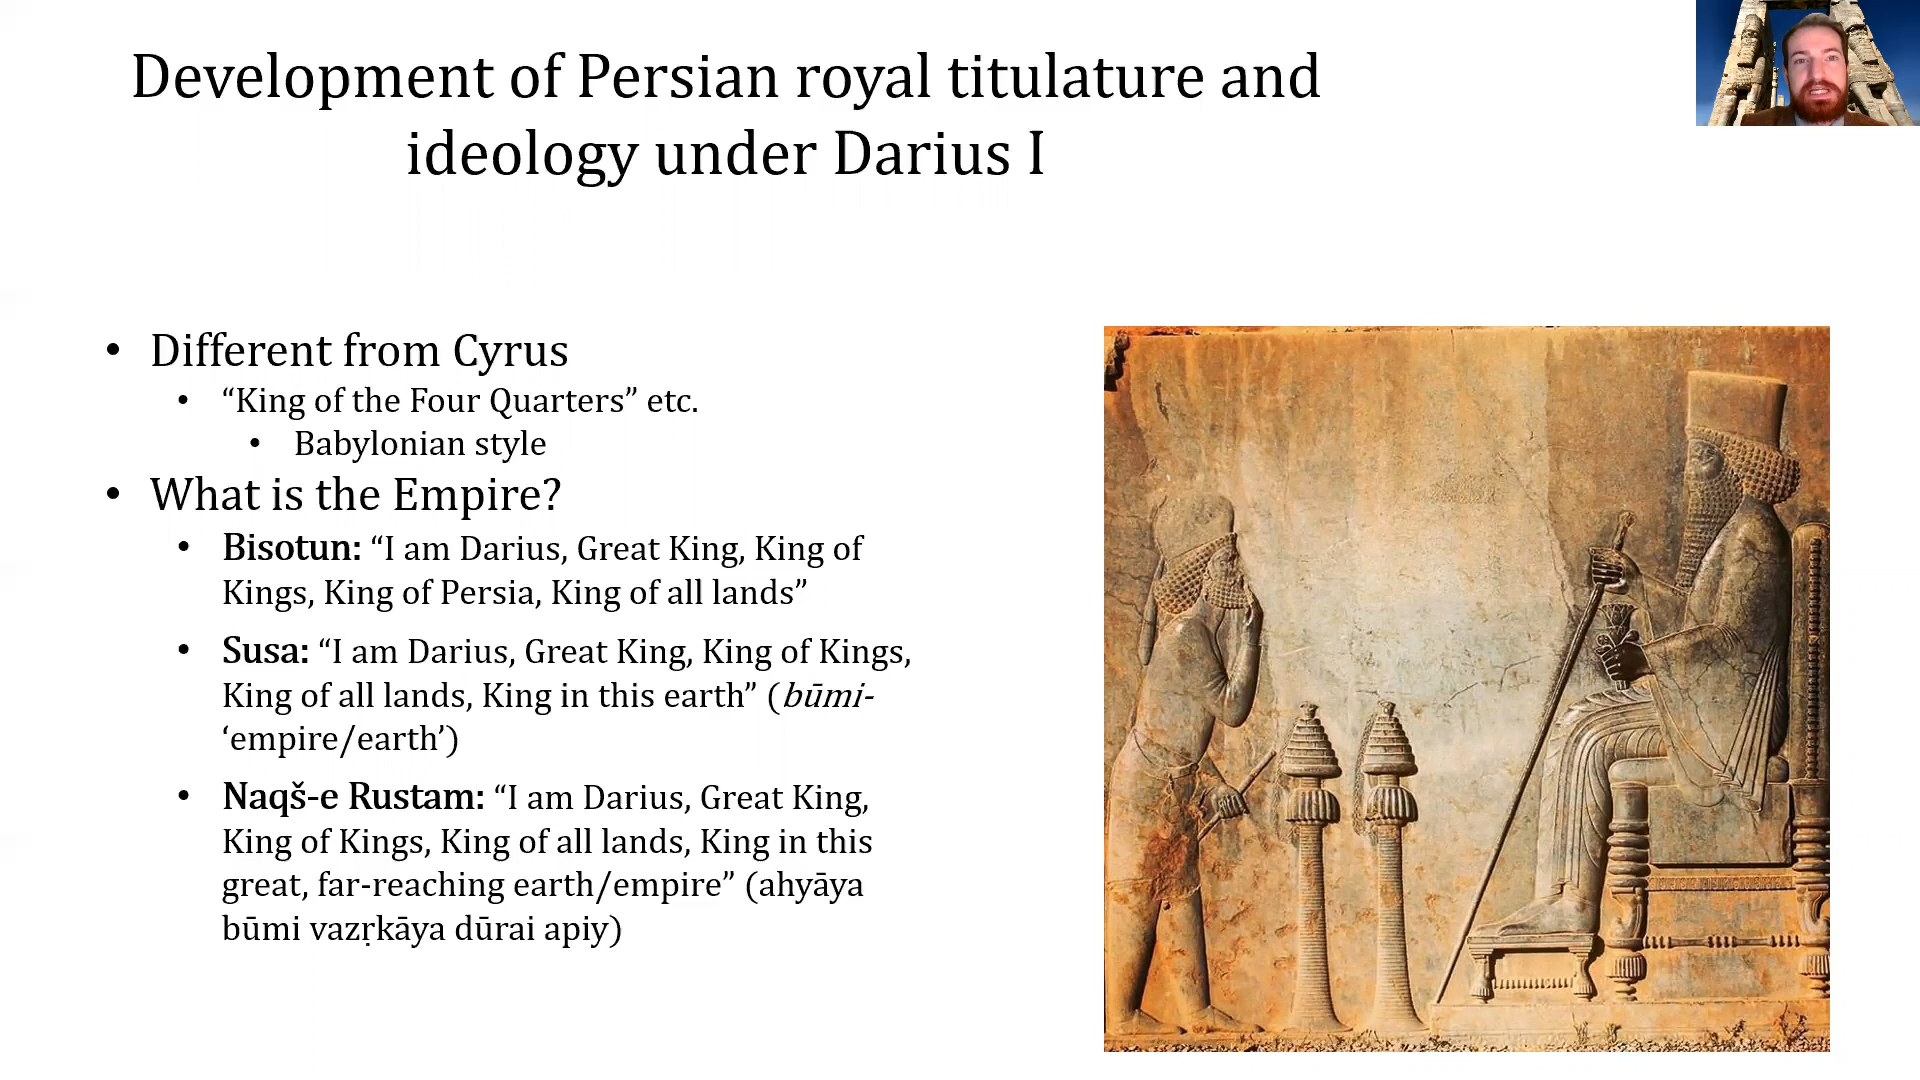 Development of Persian royal titulature and
ideology under Darius I
• Different from Cyrus
• “King of the Four Quarters” etc.
• Babylonian style
• What is the Empire?
• Bisotun: “I am Darius, Great King, King of
Kings, King of Persia, King of all lands”
• Susa: “I am Darius, Great King, King of Kings,
King of all lands, King in this earth” (būmi-
‘empire/earth’)
• Naqš-e Rustam: “I am Darius, Great King,
King of Kings, King of all lands, King in this
great, far-reaching earth/empire” (ahyāya
būmi vazṛkāya dūrai apiy)